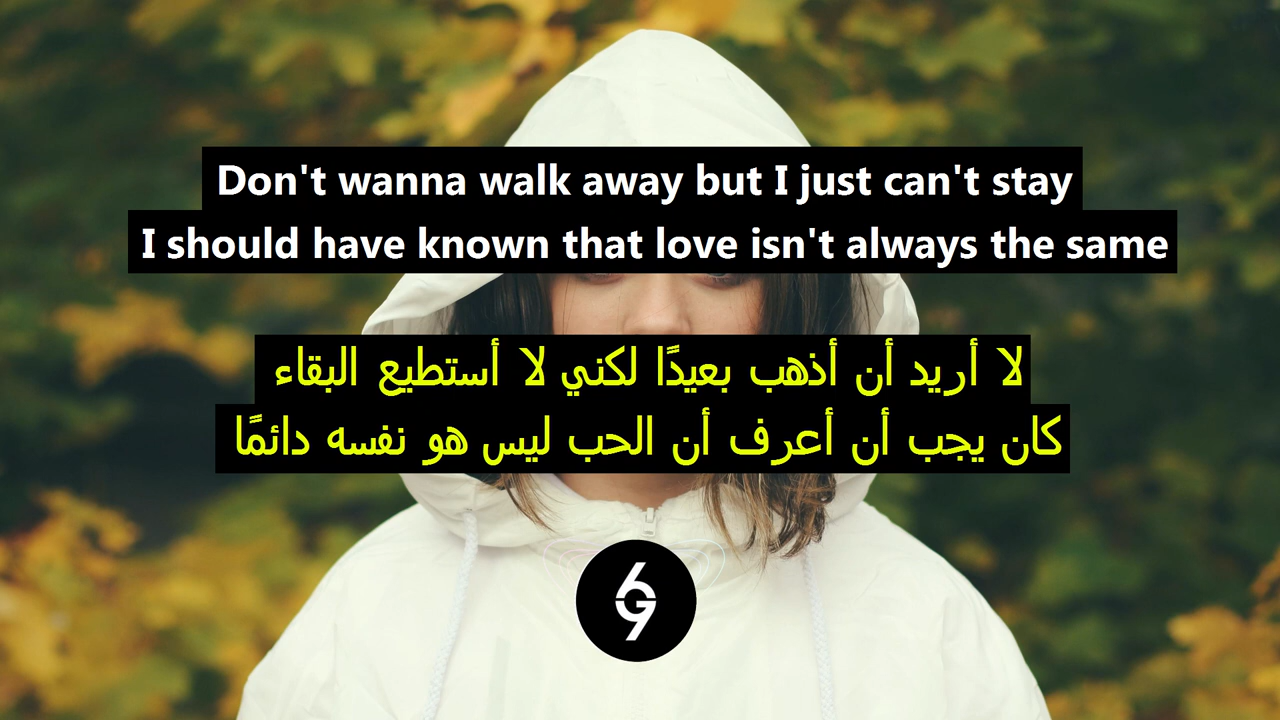 Don't wanna walk away but I just can't stay
I should have known that love isn't always the same
لا أريد أن أذهب بعيدًا لكني لا أستطيع البقاء
كان يجب أن أعرف أن الحب ليس هو نفسه دائمًا
69